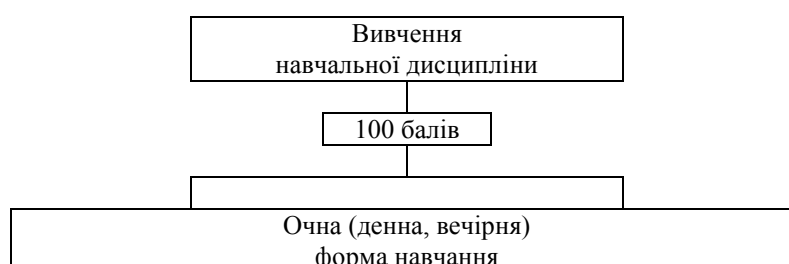 Вивчення
навчальної дисципліни
100 балів
Очна (денна, вечірня)
форма навчання